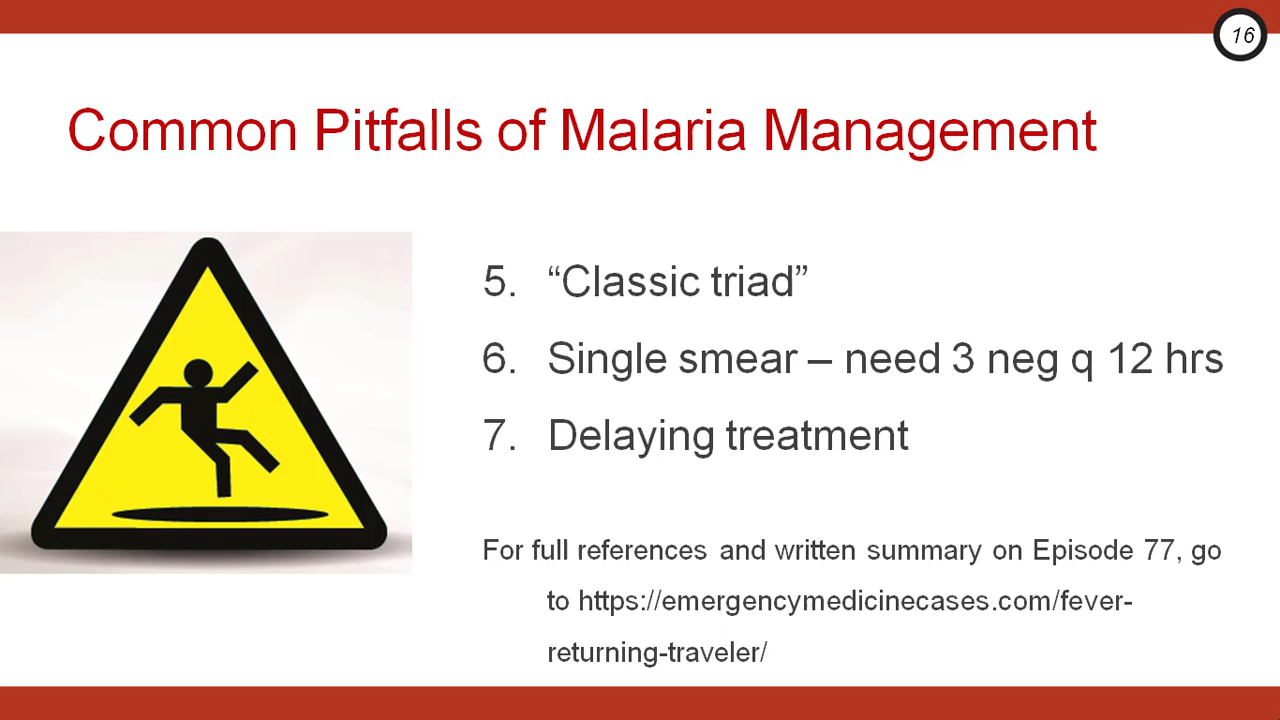 16
Common Pitfalls of Malaria Management
5. “Classic triad”
6. Single smear – need 3 neg q 12 hrs
7. Delaying treatment
For full references and written summary on Episode 77, go
to https://emergencymedicinecases.com/fever-
returning-traveler/